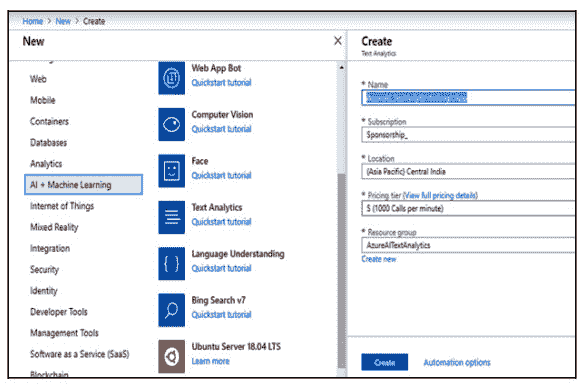 Home > New > Create
New
Create
Text Analytics
Web
Mobile
Containers
Databases
Analytics
AI + Machine Learning
Internet of Things
Mixed Reality
Integration
Security
Identity
Developer Tools
Management Tools
Software as a Service (SaaS)
Blockchain
Web App Bot
Quickstart tutorial
Computer Vision
Quickstart tutorial
Face
Quickstart tutorial
Text Analytics
Quickstart tutorial
Language Understanding
Quickstart tutorial
Bing Search v7
Quickstart tutorial
Ubuntu Server 18.04 LTS
Learn more
* Name
* Subscription
Sponsorship_
* Location
(Asia Pacific) Central India
* Pricing tier (View full pricing details)
S (1000 Calls per minute)
* Resource group
AzureAITextAnalytics
Create new
Create
Automation options